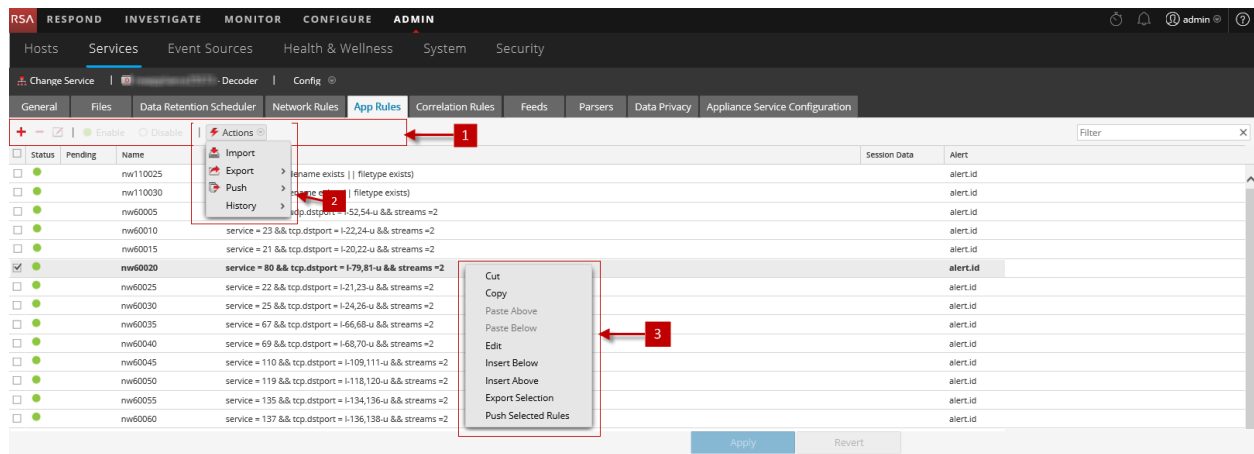 RSA RESPOND INVESTIGATE MONITOR CONFIGURE ADMIN admin ?
Hosts Services Event Sources Health & Wellness System Security
Change Service | - Decoder | Config
General Files Data Retention Scheduler Network Rules App Rules Correlation Rules Feeds Parsers Data Privacy Appliance Service Configuration
Enable Disable | Actions 1 Filter X
Status Pending Name Session Data Alert
Import
Export
Push
History
2
nw110025 ename exists || filetype exists) alert.id
nw110030 name e | filetype exists) alert.id
nw60005 dp.dstport = l-52,54-u && streams =2 alert.id
nw60010 service = 23 && tcp.dstport = l-22,24-u && streams =2 alert.id
nw60015 service = 21 && tcp.dstport = l-20,22-u && streams =2 alert.id
nw60020 service = 80 && tcp.dstport = l-79,81-u && streams =2 alert.id
nw60025 service = 22 && tcp.dstport = l-21,23-u && streams =2 alert.id
nw60030 service = 25 && tcp.dstport = l-24,26-u && streams =2 alert.id
nw60035 service = 67 && tcp.dstport = l-66,68-u && streams =2 alert.id
nw60040 service = 69 && tcp.dstport = l-68,70-u && streams =2 alert.id
nw60045 service = 110 && tcp.dstport = l-109,111-u && streams =2 alert.id
nw60050 service = 119 && tcp.dstport = l-118,120-u && streams =2 alert.id
nw60055 service = 135 && tcp.dstport = l-134,136-u && streams =2 alert.id
nw60060 service = 137 && tcp.dstport = l-136,138-u && streams =2 alert.id
Cut
Copy
Paste Above
Paste Below
Edit
Insert Below
Insert Above
Export Selection
Push Selected Rules
3
Apply Revert